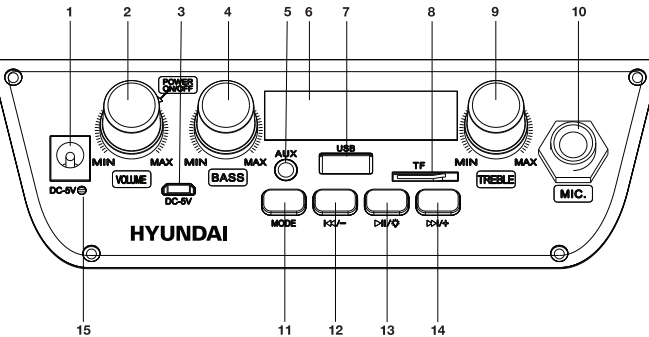 1 2 3 4 5 6 7 8 9 10
POWER
ON/OFF
AUX
USB
TF
MIN MAX
MIN MAX
MIN MAX
DC-5V
VOLUME
BASS
DC-5V
TREBLE
MIC.
HYUNDAI
MODE
/-
/
/+
15 11 12 13 14